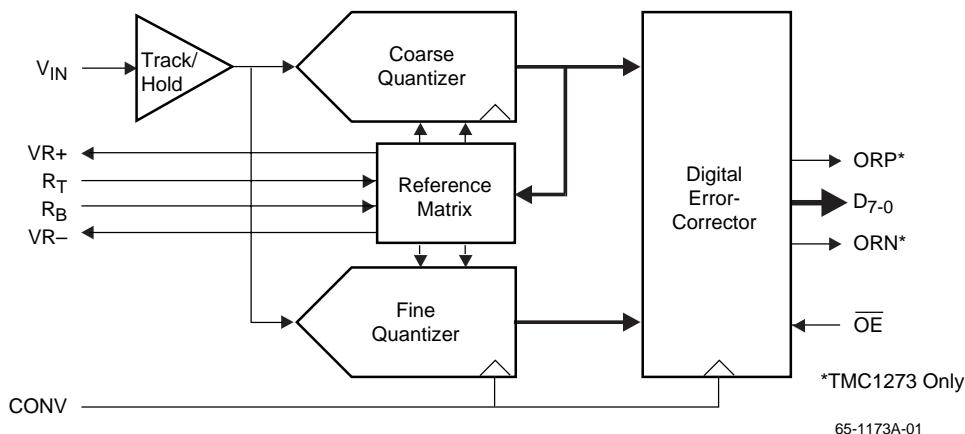 V_IN
Track/
Hold
Coarse
Quantizer
VR+
R_T
R_B
VR–
Reference
Matrix
Digital
Error-
Corrector
ORP*
D_7-0
ORN*
Fine
Quantizer
O̅E̅
*TMC1273 Only
CONV
65-1173A-01